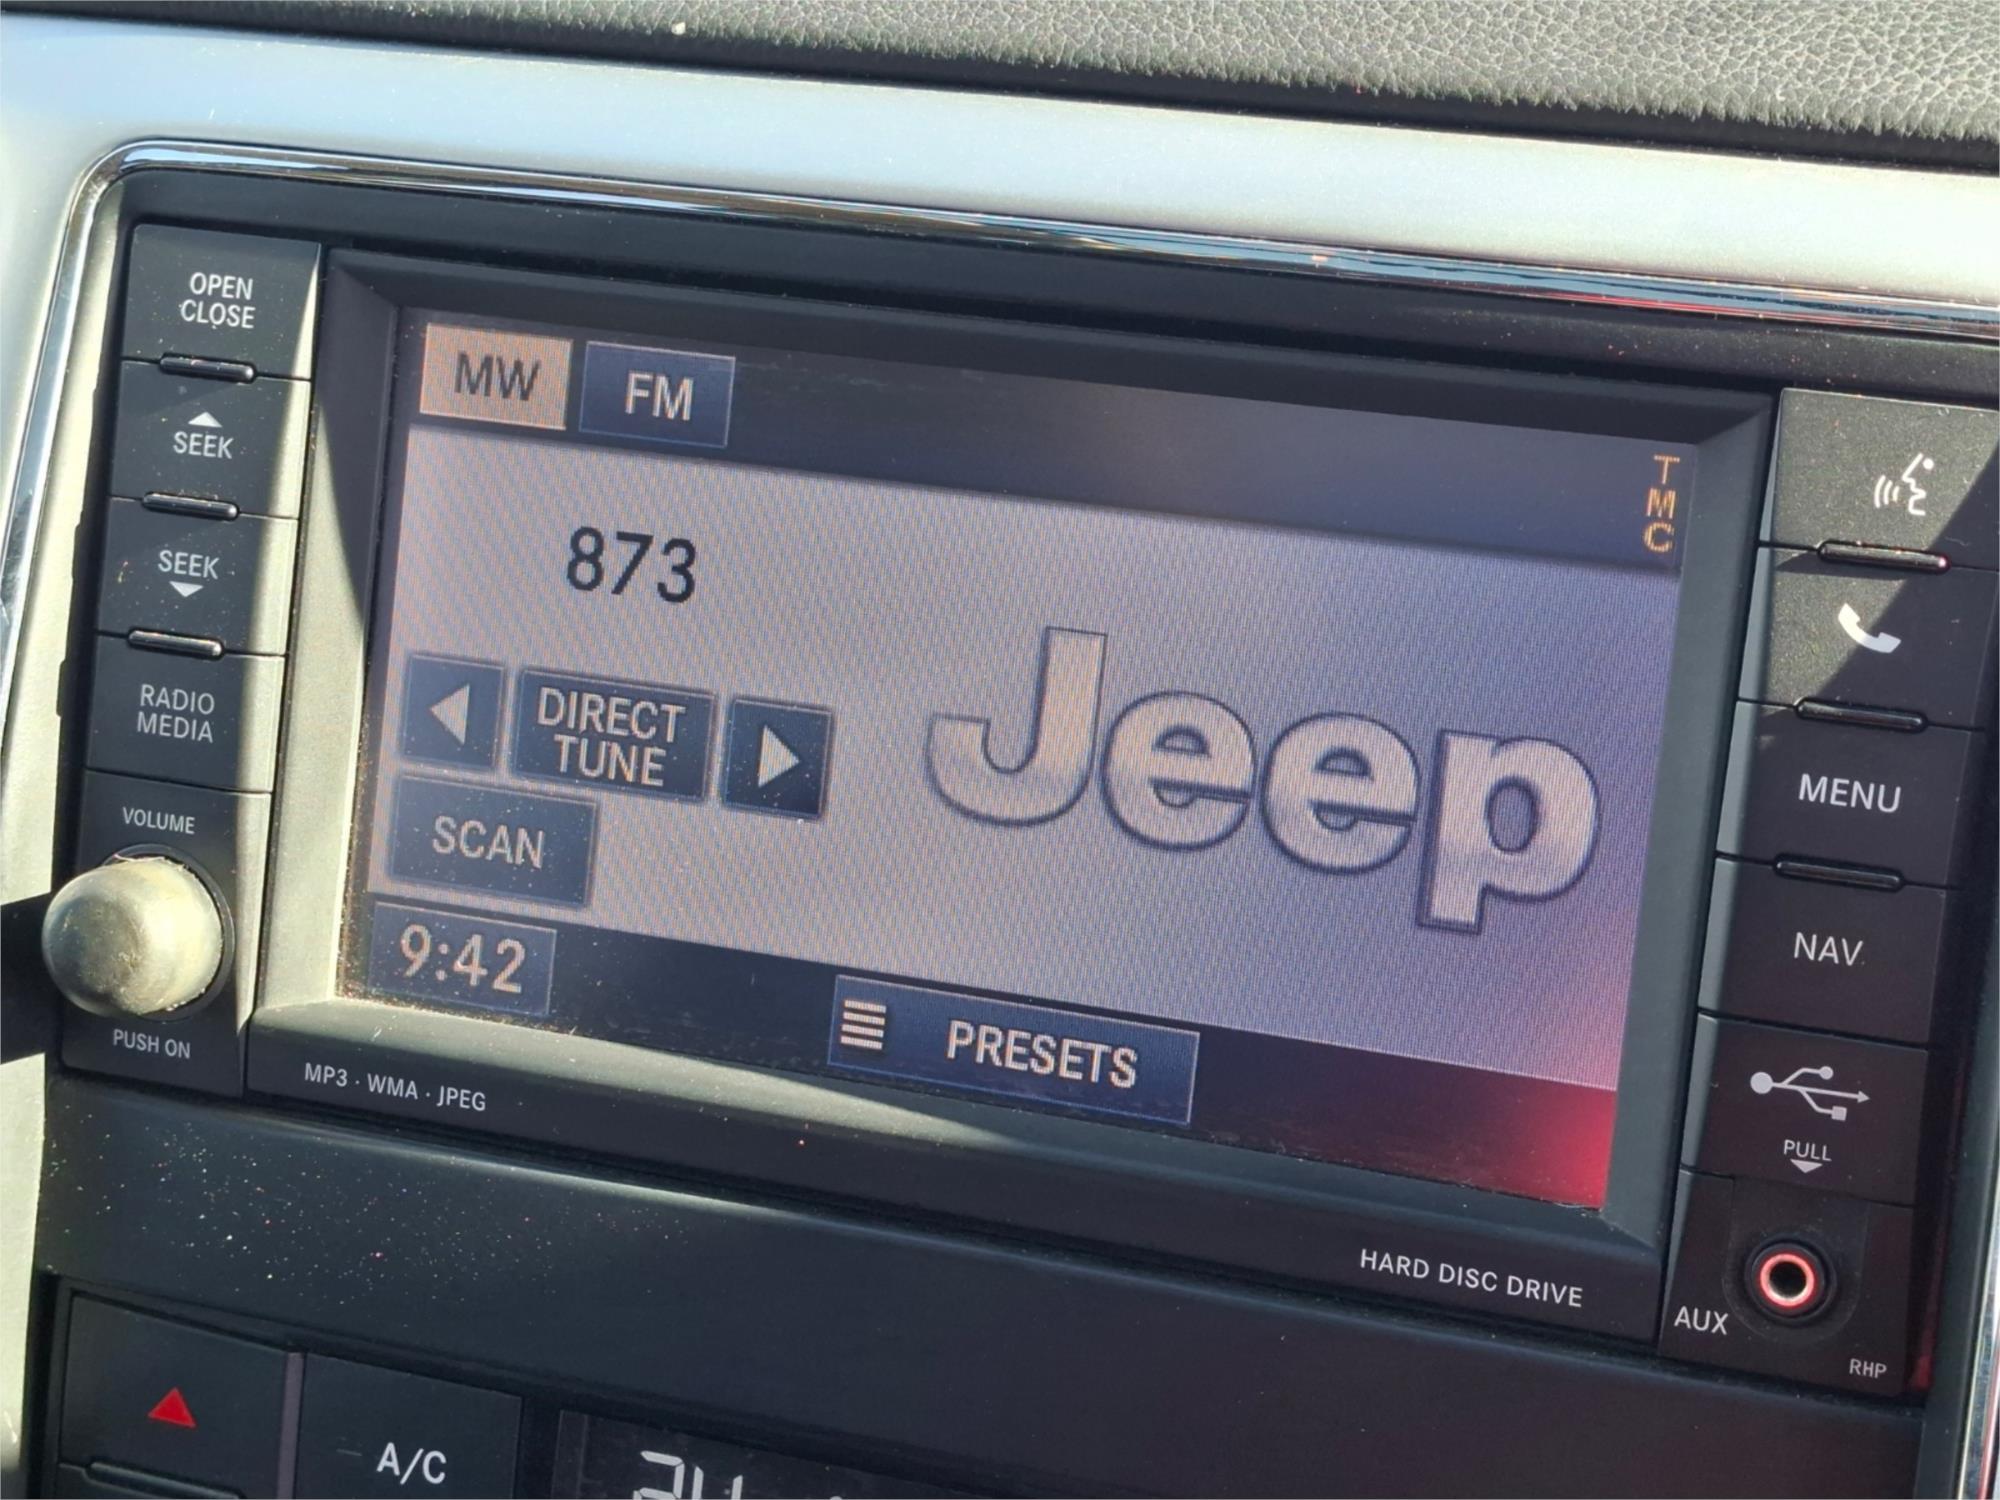 OPEN
CLOSE
SEEK
SEEK
RADIO
MEDIA
VOLUME
PUSH ON
MP3 · WMA · JPEG
MW
FM
TMC
873
DIRECT
TUNE
SCAN
Jeep
9:42
PRESETS
MENU
NAV
PULL
HARD DISC DRIVE
AUX
RHP
A/C